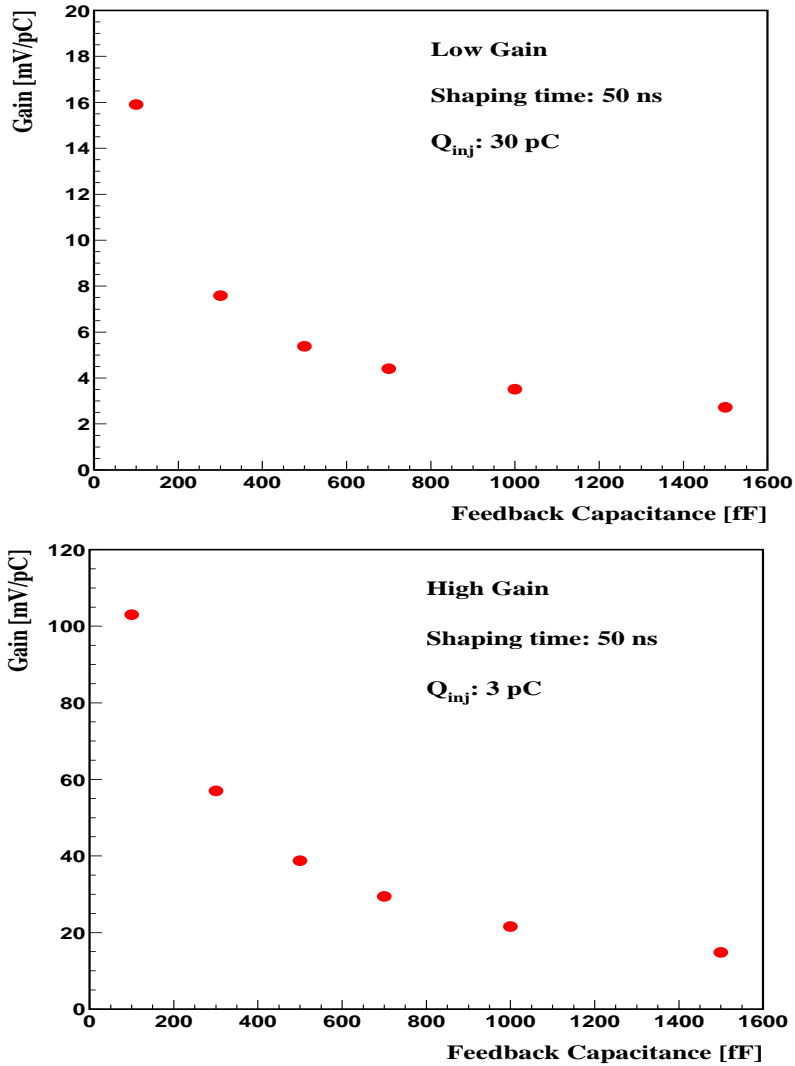 Gain [mV/pC]
20
18
16
14
12
10
8
6
4
2
0
Low Gain
Shaping time: 50 ns
Qinj: 30 pC
0 200 400 600 800 1000 1200 1400 1600
Feedback Capacitance [fF]
Gain [mV/pC]
120
100
80
60
40
20
0
High Gain
Shaping time: 50 ns
Qinj: 3 pC
0 200 400 600 800 1000 1200 1400 1600
Feedback Capacitance [fF]